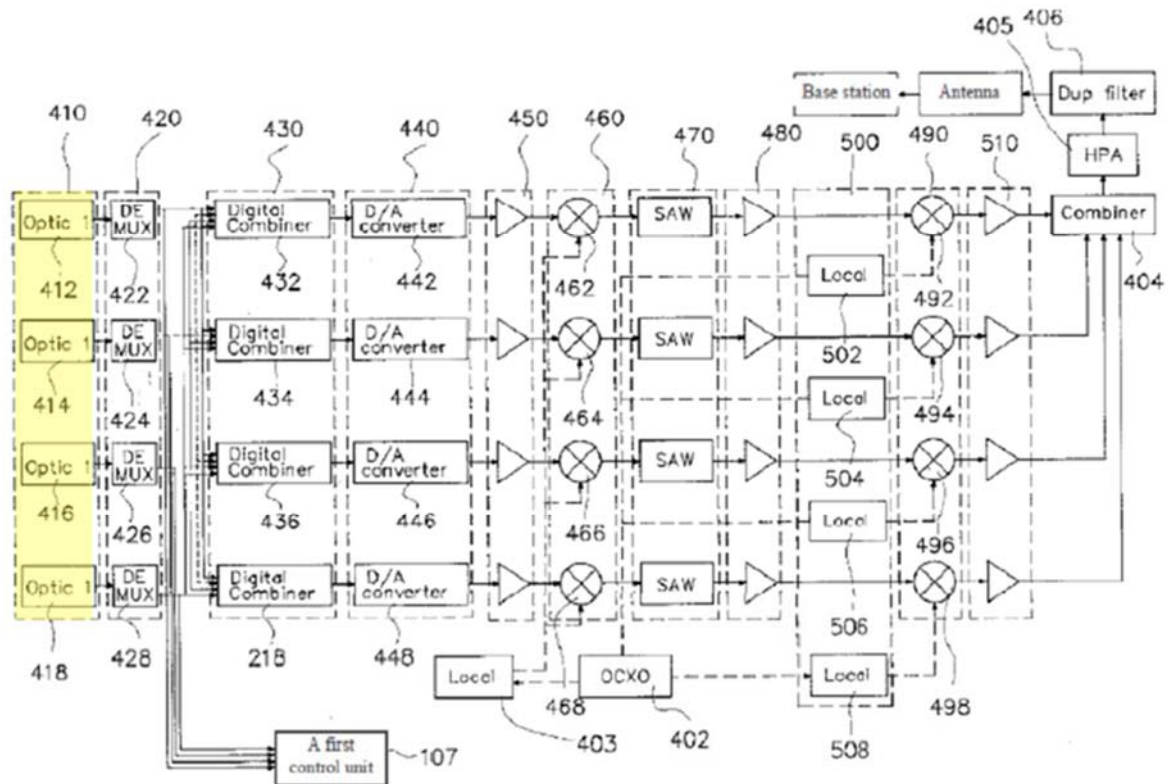 406
405
Base station
Antenna
Dup filter
410
420
430
440
450
460
470
480
500
490
510
HPA
Optic 1
DE
MUX
Digital
Combiner
D/A
converter
SAW
Combiner
412
422
432
442
462
Local
492
404
Optic 1
DE
MUX
Digital
Combiner
D/A
converter
SAW
502
414
424
434
444
464
Local
494
Optic 1
DE
MUX
Digital
Combiner
D/A
converter
SAW
504
416
426
436
446
466
Local
496
Optic 1
DE
MUX
Digital
Combiner
D/A
converter
SAW
506
418
428
218
448
468
Local
OCXO
Local
498
403
402
508
A first
control unit
107